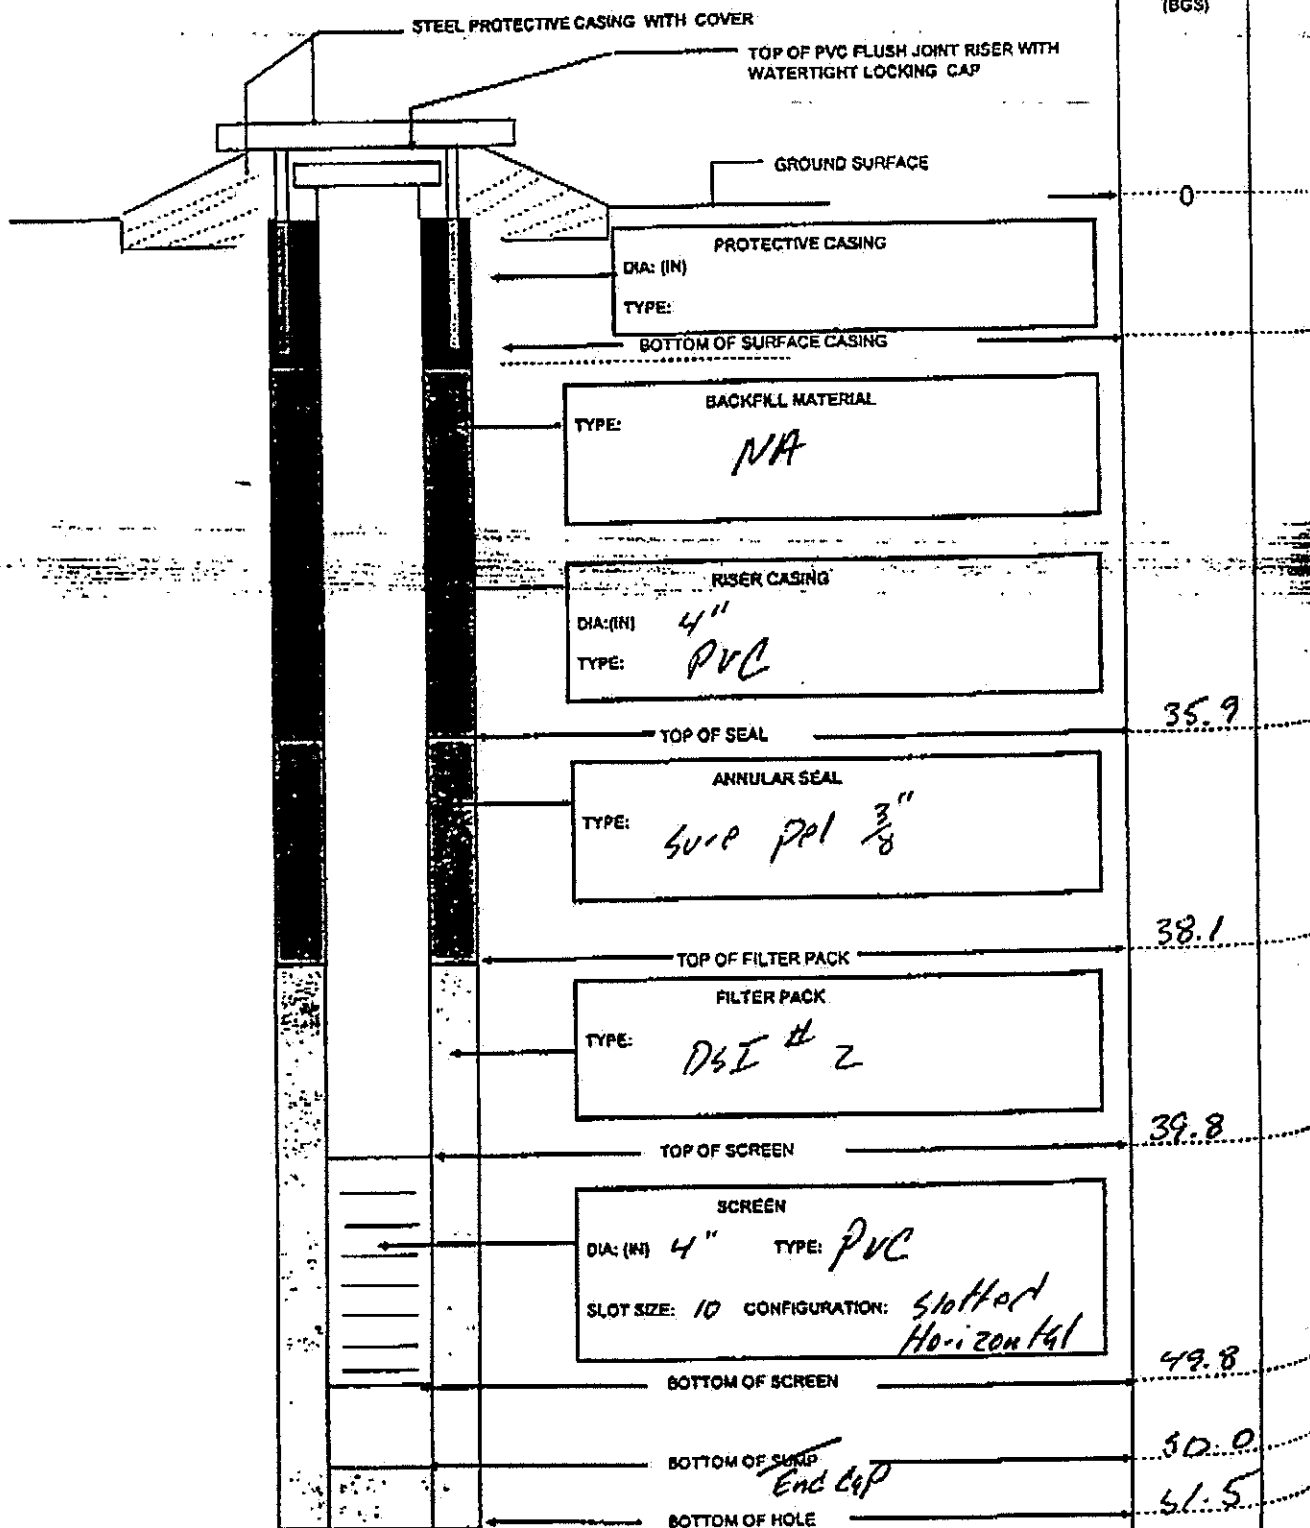 (BGS)
STEEL PROTECTIVE CASING WITH COVER
TOP OF PVC FLUSH JOINT RISER WITH
WATERTIGHT LOCKING CAP
GROUND SURFACE
0
PROTECTIVE CASING
DIA: (IN)
TYPE:
BOTTOM OF SURFACE CASING
BACKFILL MATERIAL
TYPE:
NA
RISER CASING
DIA:(IN) 4"
TYPE: PVC
35.9
TOP OF SEAL
ANNULAR SEAL
TYPE: Sure pel 3/8"
38.1
TOP OF FILTER PACK
FILTER PACK
TYPE: DSI # 2
39.8
TOP OF SCREEN
SCREEN
DIA: (IN) 4" TYPE: PVC
SLOT SIZE: 10 CONFIGURATION: Slotted
Horizontal
49.8
BOTTOM OF SCREEN
50.0
BOTTOM OF SUMP
End cap
51.5
BOTTOM OF HOLE